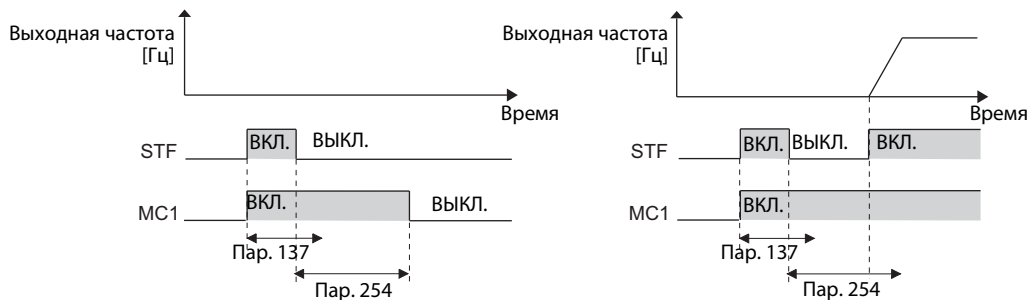 Выходная частота
[Гц]
Время
STF
ВКЛ.
ВЫКЛ.
MC1
ВКЛ.
ВЫКЛ.
Пар. 137
Пар. 254
Выходная частота
[Гц]
Время
STF
ВКЛ.
ВЫКЛ.
ВКЛ.
MC1
ВКЛ.
Пар. 137
Пар. 254